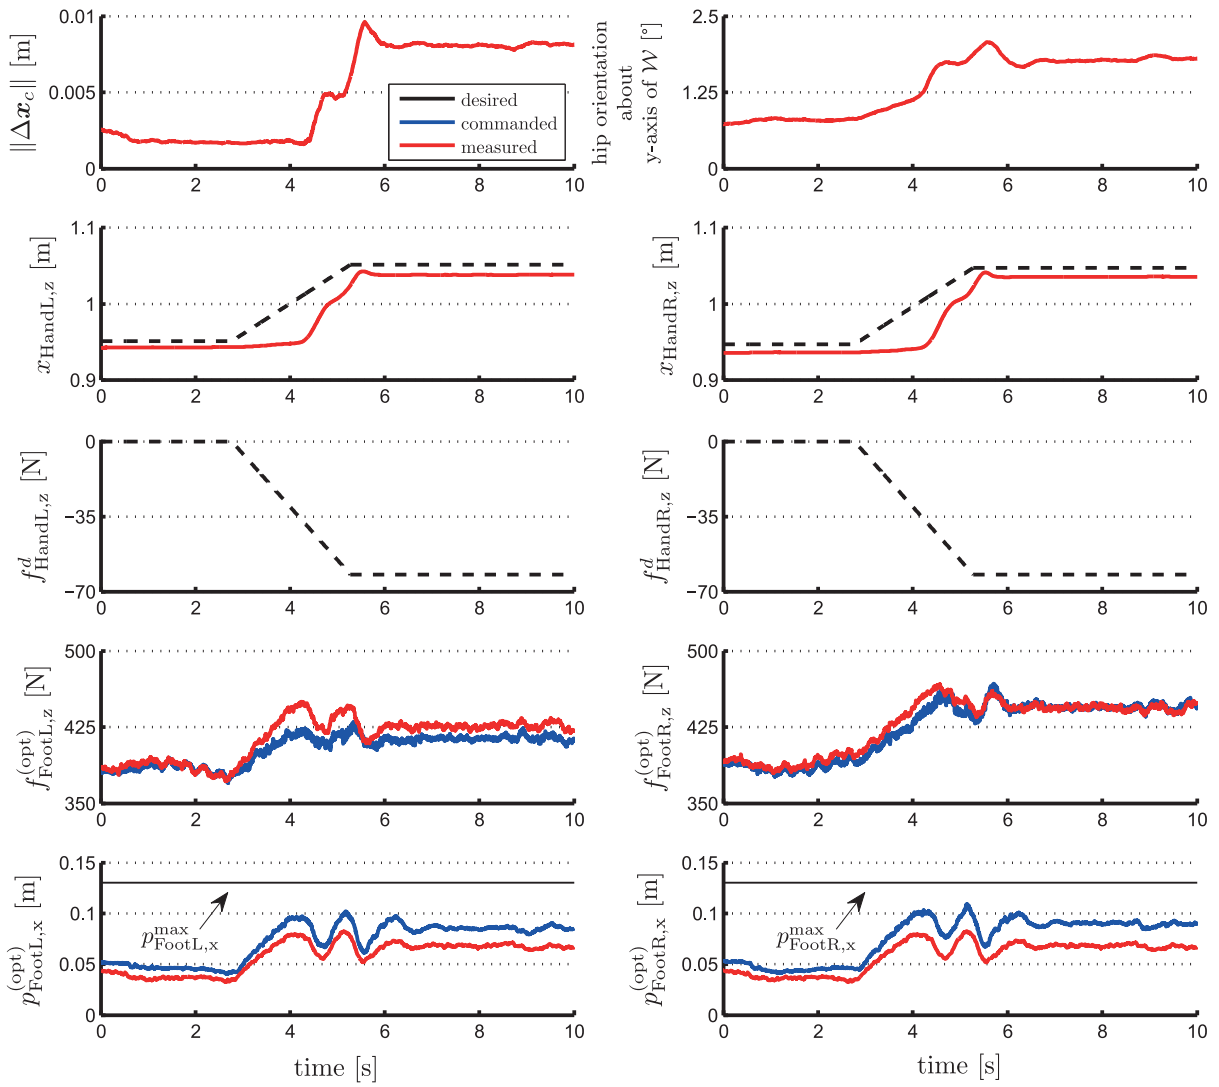 ‖Δx_c‖ [m]
0.01
0.005
0
0 2 4 6 8 10
desired
commanded
measured
hip orientation
about
y-axis of 𝒲 [°]
2.5
1.25
0
0 2 4 6 8 10
x_HandL,z [m]
1.1
1
0.9
0 2 4 6 8 10
x_HandR,z [m]
1.1
1
0.9
0 2 4 6 8 10
f^d_HandL,z [N]
0
−35
−70
0 2 4 6 8 10
f^d_HandR,z [N]
0
−35
−70
0 2 4 6 8 10
f^(opt)_FootL,z [N]
500
425
350
0 2 4 6 8 10
f^(opt)_FootR,z [N]
500
425
350
0 2 4 6 8 10
p^(opt)_FootL,x [m]
0.15
0.1
0.05
0
p^max_FootL,x
0 2 4 6 8 10
time [s]
p^(opt)_FootR,x [m]
0.15
0.1
0.05
0
p^max_FootR,x
0 2 4 6 8 10
time [s]